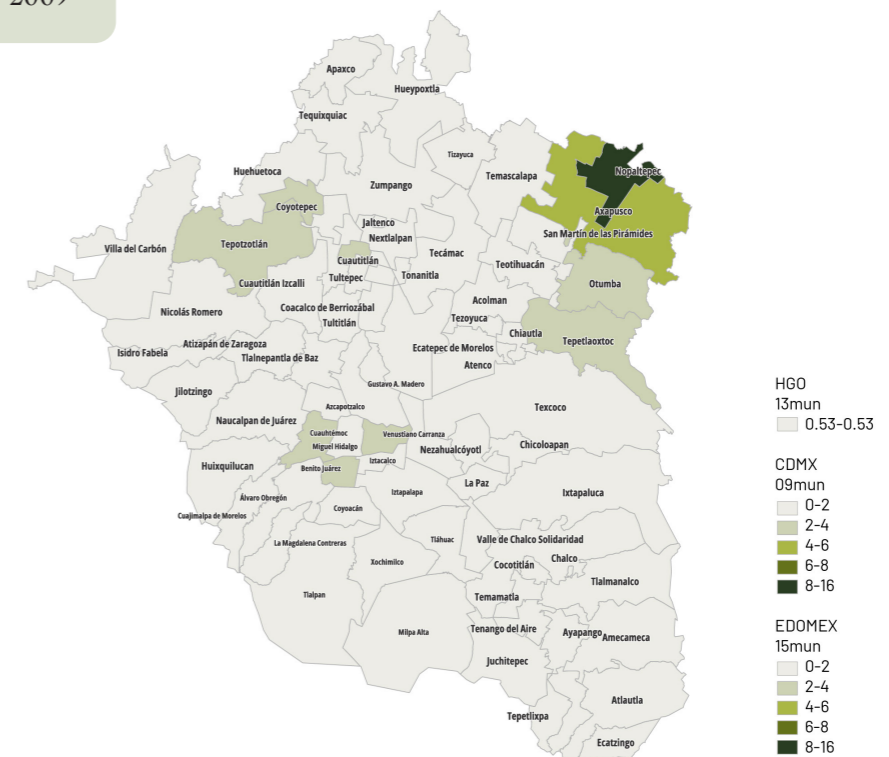 2009
Apaxco
Hueypoxtla
Tequixquiac
Tizayuca
Huehuetoca
Zumpango
Temascalapa
Nopaltepec
Coyotepec
Axapusco
Jaltenco
San Martín de las Pirámides
Nextlalpan
Villa del Carbón
Tepotzotlán
Tecámac
Cuautitlán
Teotihuacán
Tultepec
Tonanitla
Cuautitlán Izcalli
Otumba
Acolman
Nicolás Romero
Coacalco de Berriozábal
Tezoyuca
Tultitlán
Chiautla
Tepetlaoxtoc
Atizapán de Zaragoza
Ecatepec de Morelos
Isidro Fabela
Tlalnepantla de Baz
Atenco
Gustavo A. Madero
Jilotzingo
Azcapotzalco
Texcoco
Naucalpan de Juárez
Cuauhtémoc
Venustiano Carranza
Miguel Hidalgo
Chicoloapan
Nezahualcóyotl
Iztacalco
Huixquilucan
Benito Juárez
La Paz
Iztapalapa
Ixtapaluca
Álvaro Obregón
Coyoacán
Cuajimalpa de Morelos
Tláhuac
Valle de Chalco Solidaridad
La Magdalena Contreras
Chalco
Xochimilco
Cocotitlán
Tlalmanalco
Tlalpan
Temamatla
Milpa Alta
Tenango del Aire
Ayapango
Amecameca
Juchitepec
Atlautla
Tepetlixpa
Ecatzingo
HGO
13mun
0.53-0.53
CDMX
09mun
0-2
2-4
4-6
6-8
8-16
EDOMEX
15mun
0-2
2-4
4-6
6-8
8-16